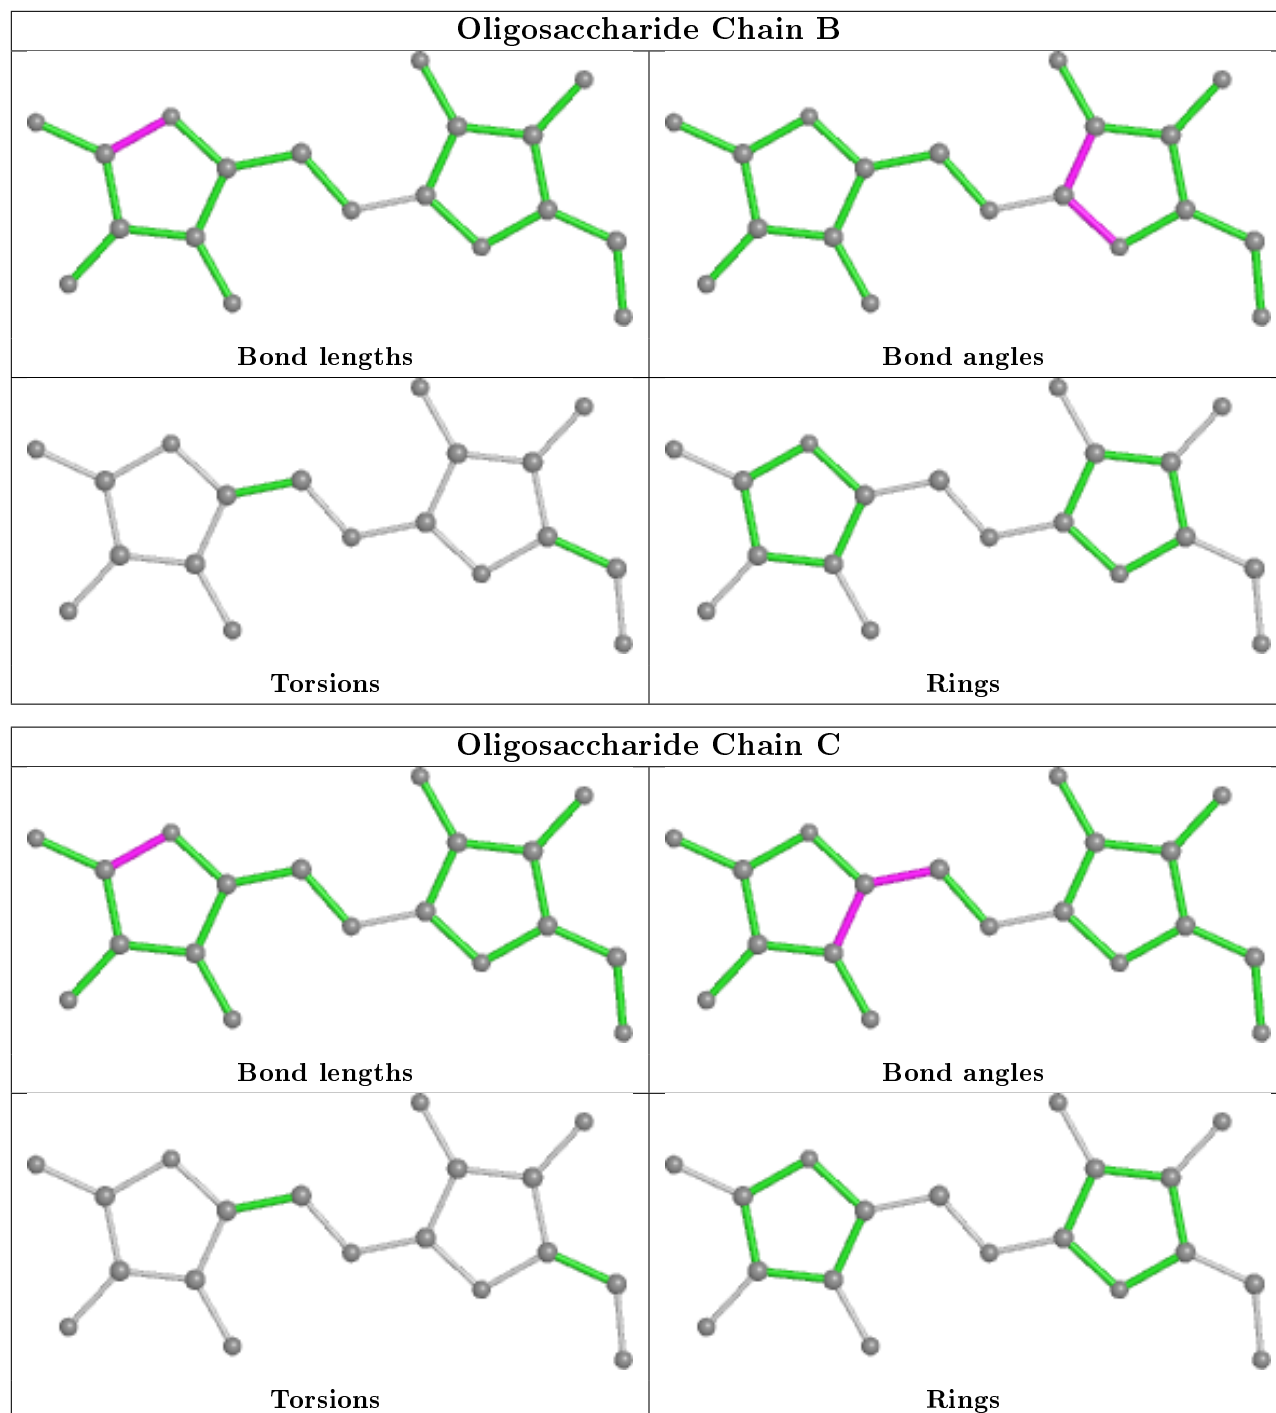 Oligosaccharide Chain B
Bond lengths
Bond angles
Torsions
Rings
Oligosaccharide Chain C
Bond lengths
Bond angles
Torsions
Rings